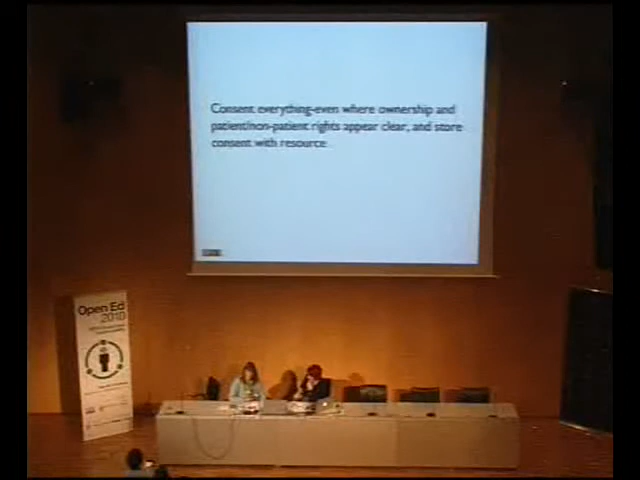 Consent everything-even where ownership and
patient/non-patient rights appear clear, and store
consent with resource
Open Ed
2010